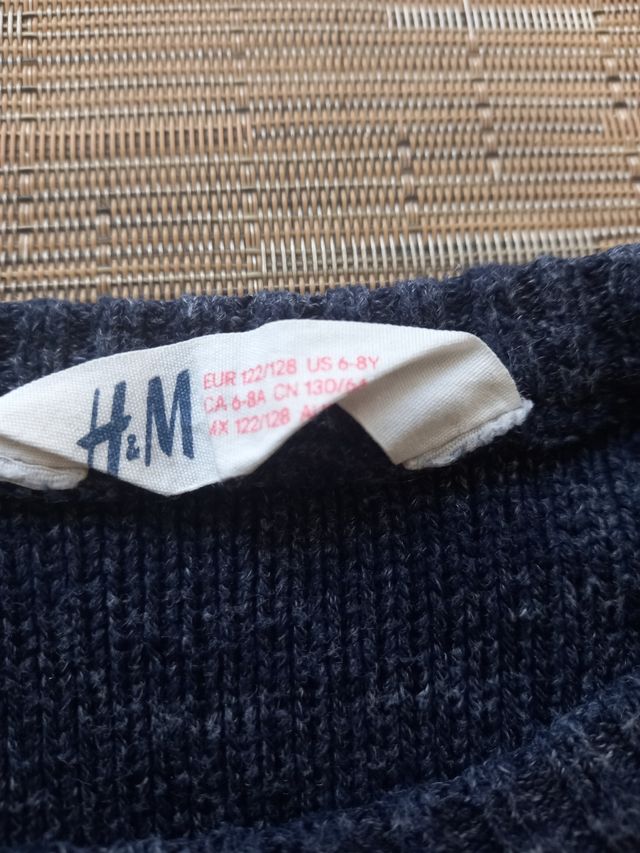 H&M
EUR 122/128 US 6-8Y
CA 6-8A CN 130/64
MX 122/128